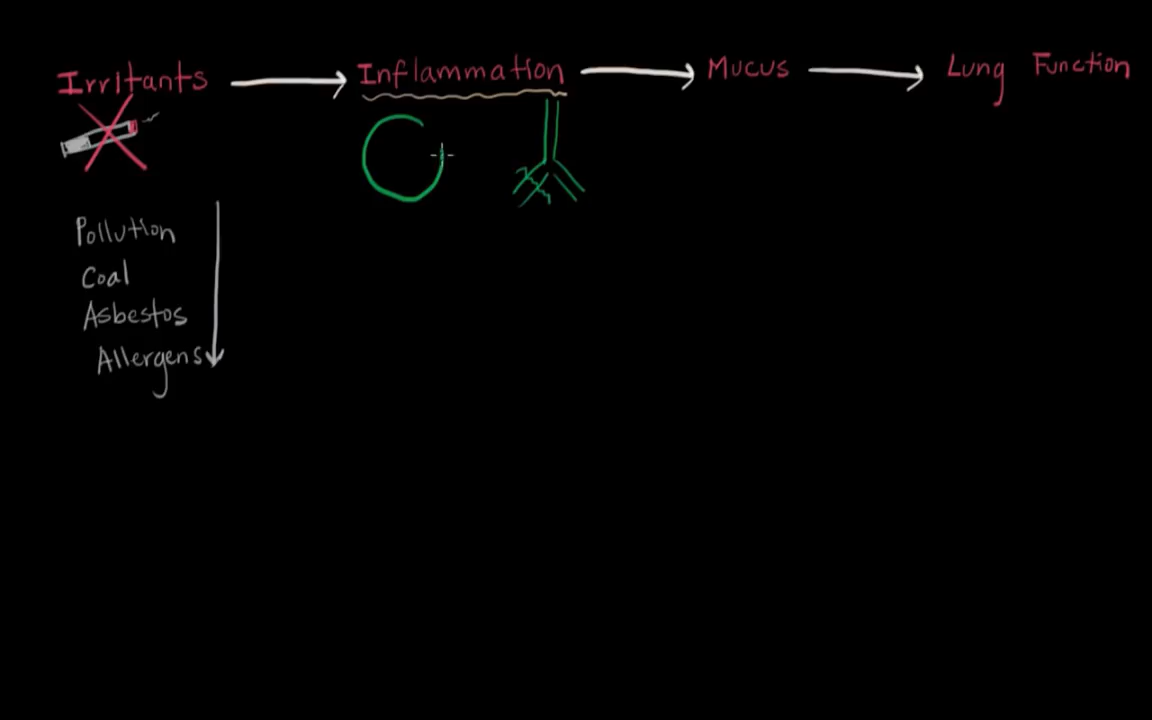 Irritants Inflammation Mucus Lung Function
Pollution
Coal
Asbestos
Allergens